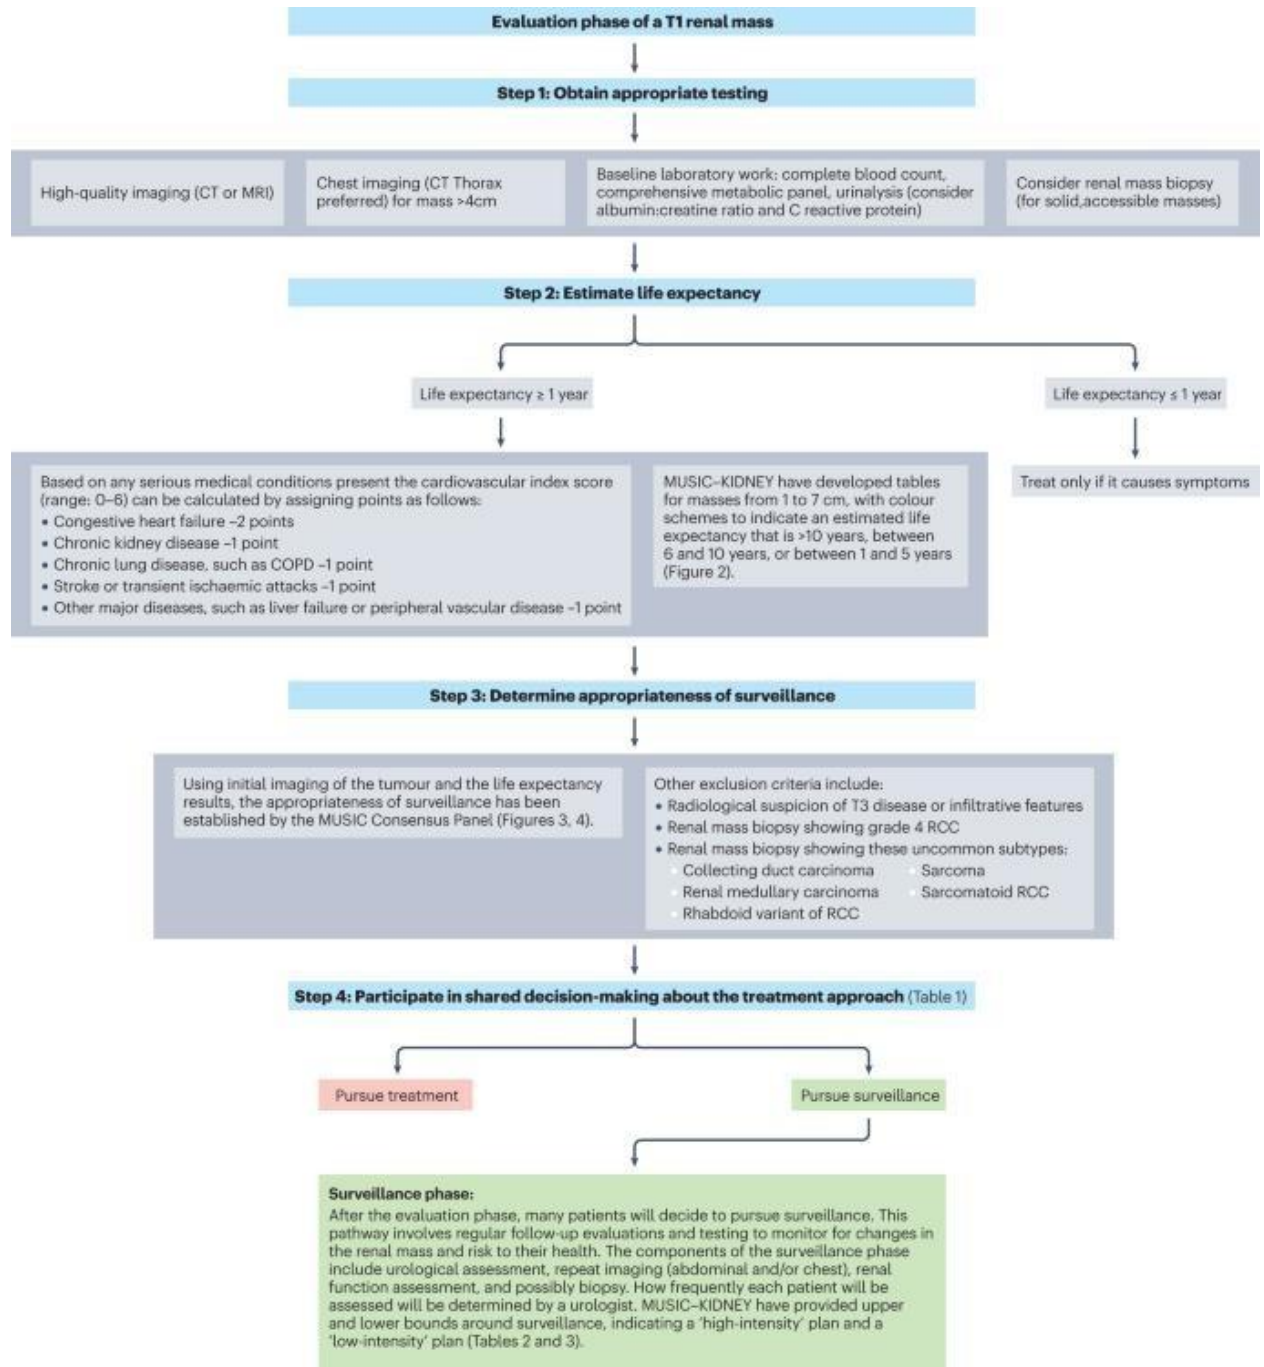 Evaluation phase of a T1 renal mass
Step 1: Obtain appropriate testing
High-quality imaging (CT or MRI)
Chest imaging (CT Thorax
preferred) for mass >4cm
Baseline laboratory work: complete blood count,
comprehensive metabolic panel, urinalysis (consider
albumin:creatine ratio and C reactive protein)
Consider renal mass biopsy
(for solid,accessible masses)
Step 2: Estimate life expectancy
Life expectancy ≥ 1 year
Life expectancy ≤ 1 year
Based on any serious medical conditions present the cardiovascular index score
(range: 0–6) can be calculated by assigning points as follows:
• Congestive heart failure –2 points
• Chronic kidney disease –1 point
• Chronic lung disease, such as COPD –1 point
• Stroke or transient ischaemic attacks –1 point
• Other major diseases, such as liver failure or peripheral vascular disease –1 point
MUSIC–KIDNEY have developed tables
for masses from 1 to 7 cm, with colour
schemes to indicate an estimated life
expectancy that is >10 years, between
6 and 10 years, or between 1 and 5 years
(Figure 2).
Treat only if it causes symptoms
Step 3: Determine appropriateness of surveillance
Using initial imaging of the tumour and the life expectancy
results, the appropriateness of surveillance has been
established by the MUSIC Consensus Panel (Figures 3, 4).
Other exclusion criteria include:
• Radiological suspicion of T3 disease or infiltrative features
• Renal mass biopsy showing grade 4 RCC
• Renal mass biopsy showing these uncommon subtypes:
Collecting duct carcinoma
Renal medullary carcinoma
Rhabdoid variant of RCC
Sarcoma
Sarcomatoid RCC
Step 4: Participate in shared decision-making about the treatment approach (Table 1)
Pursue treatment
Pursue surveillance
Surveillance phase:
After the evaluation phase, many patients will decide to pursue surveillance. This
pathway involves regular follow-up evaluations and testing to monitor for changes in
the renal mass and risk to their health. The components of the surveillance phase
include urological assessment, repeat imaging (abdominal and/or chest), renal
function assessment, and possibly biopsy. How frequently each patient will be
assessed will be determined by a urologist. MUSIC–KIDNEY have provided upper
and lower bounds around surveillance, indicating a ‘high-intensity’ plan and a
‘low-intensity’ plan (Tables 2 and 3).